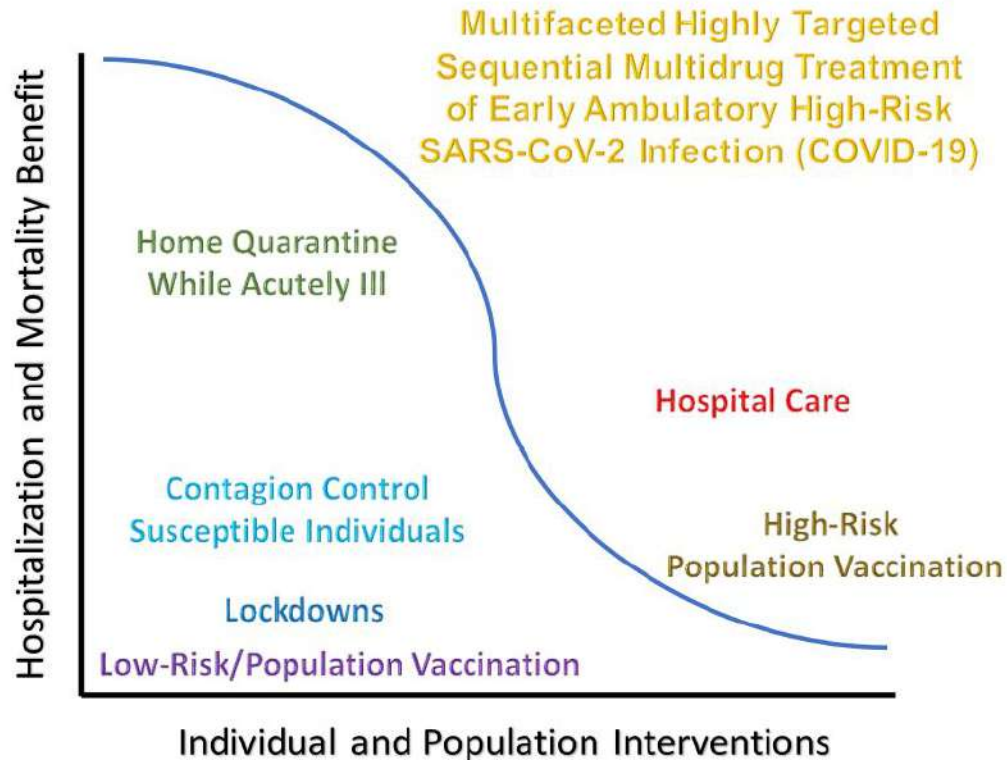 Multifaceted Highly Targeted
Sequential Multidrug Treatment
of Early Ambulatory High-Risk
SARS-CoV-2 Infection (COVID-19)
Hospitalization and Mortality Benefit
Home Quarantine
While Acutely Ill
Hospital Care
Contagion Control
Susceptible Individuals
High-Risk
Population Vaccination
Lockdowns
Low-Risk/Population Vaccination
Individual and Population Interventions